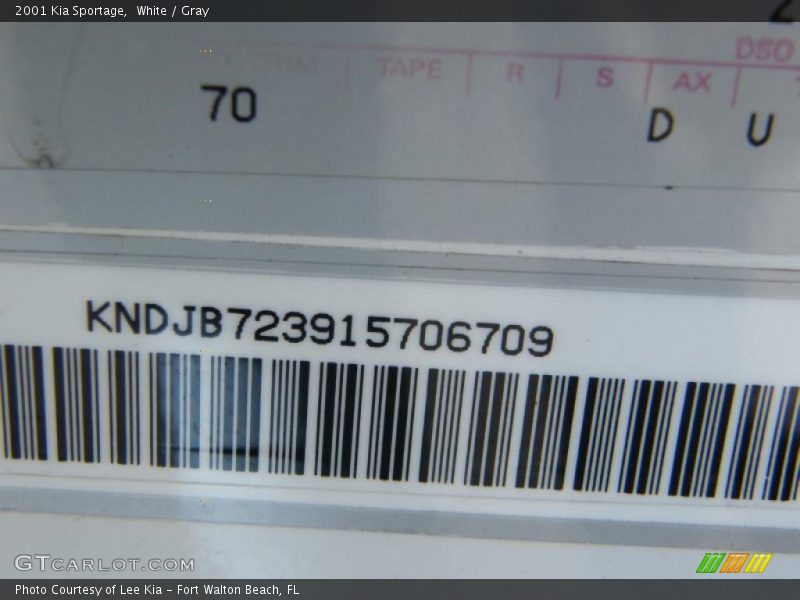 2001 Kia Sportage,  White / Gray
DSO
TAPE R S AX
70 D U
KNDJB723915706709
GTCARLOT.COM
Photo Courtesy of Lee Kia - Fort Walton Beach, FL